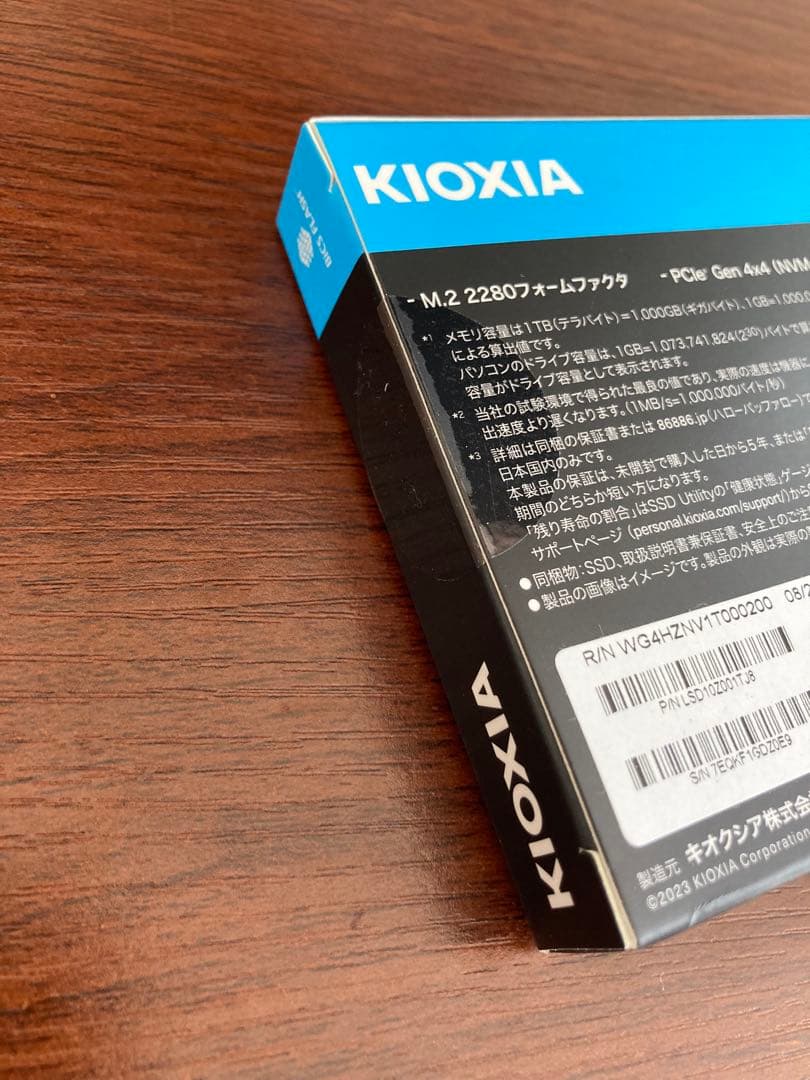 KIOXIA
BiCS FLASH
- M.2 2280フォームファクタ - PCIe® Gen 4x4 (NVM
*1 メモリ容量は1TB(テラバイト)=1,000GB(ギガバイト)、1GB=1,000,0
による算出値です。
パソコンのドライブ容量は、1GB=1,073,741,824(230)バイトで算
容量がドライブ容量として表示されます。
*2 当社の試験環境で得られた最良の値であり、実際の速度は機器
出速度より遅くなります。(1MB/s=1,000,000バイト/秒)
*3 詳細は同梱の保証書または 86886.jp(ハローバッファロー)
日本国内のみです。
本製品の保証は、未開封で購入した日から5年、または「
期間のどちらか短い方になります。
「残り寿命の割合」はSSD Utilityの「健康状態」ゲー
サポートページ (personal.kioxia.com/support/)から
● 同梱物:SSD、取扱説明書兼保証書、安全上のご注
● 製品の画像はイメージです。製品の外観は実際の
R/N WG4HZNV1T000200 08/2
P/N LSD10Z001TJ8
S/N 7EQKF1GDZ0E9
製造元 キオクシア株式会
©2023 KIOXIA Corporation
KIOXIA